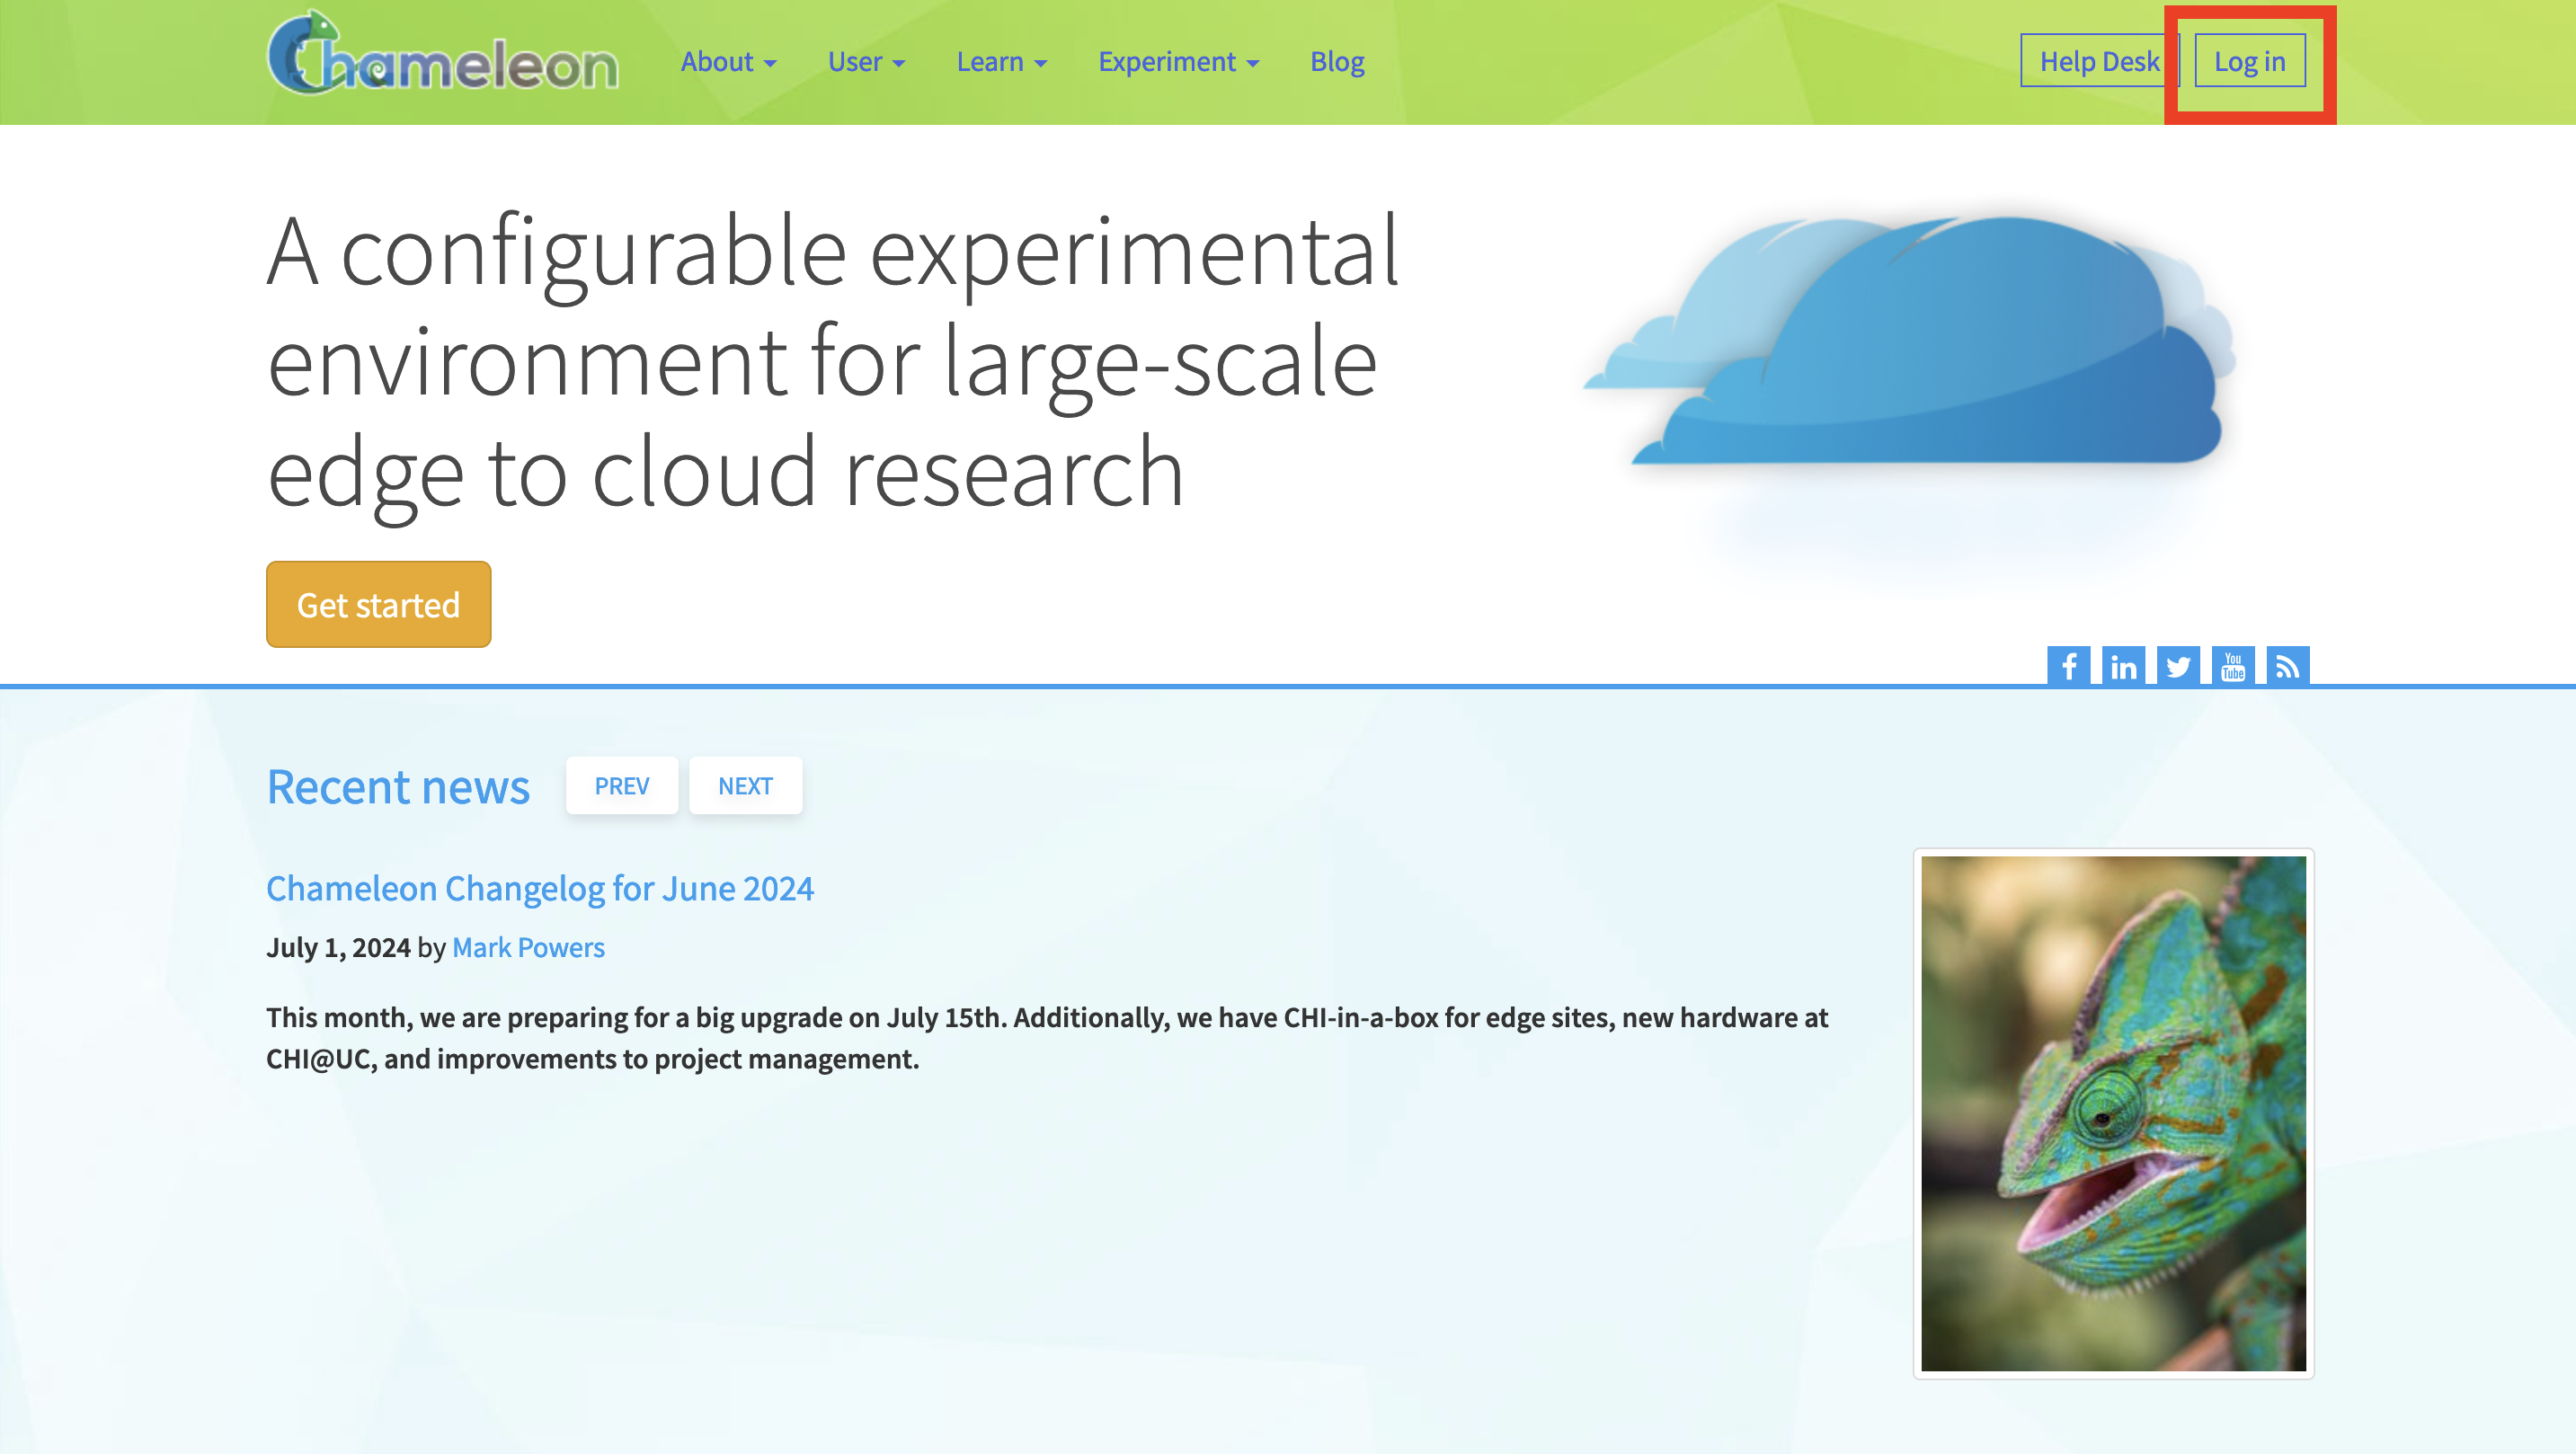 Chameleon
About
User
Learn
Experiment
Blog
Help Desk
Log in
A configurable experimental
environment for large-scale
edge to cloud research
Get started
f
in
You
Tube
Recent news
PREV
NEXT
Chameleon Changelog for June 2024
July 1, 2024 by Mark Powers
This month, we are preparing for a big upgrade on July 15th. Additionally, we have CHI-in-a-box for edge sites, new hardware at
CHI@UC, and improvements to project management.